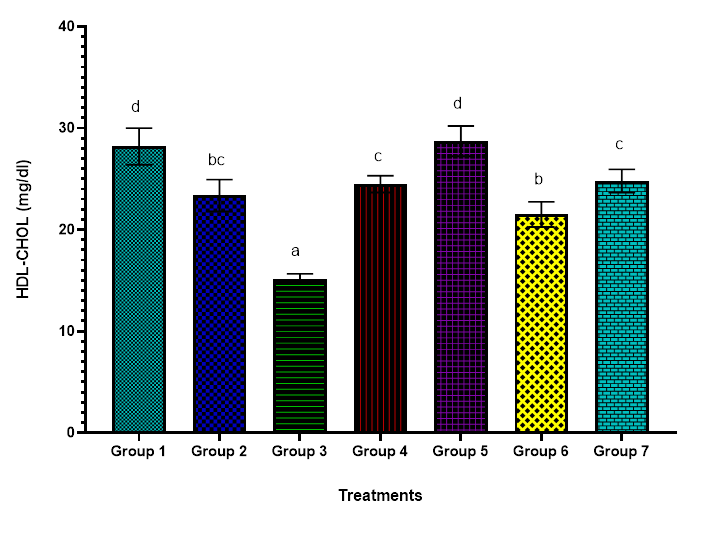 40
30
20
10
0
HDL-CHOL (mg/dl)
d
bc
a
c
d
b
c
Group 1 Group 2 Group 3 Group 4 Group 5 Group 6 Group 7
Treatments